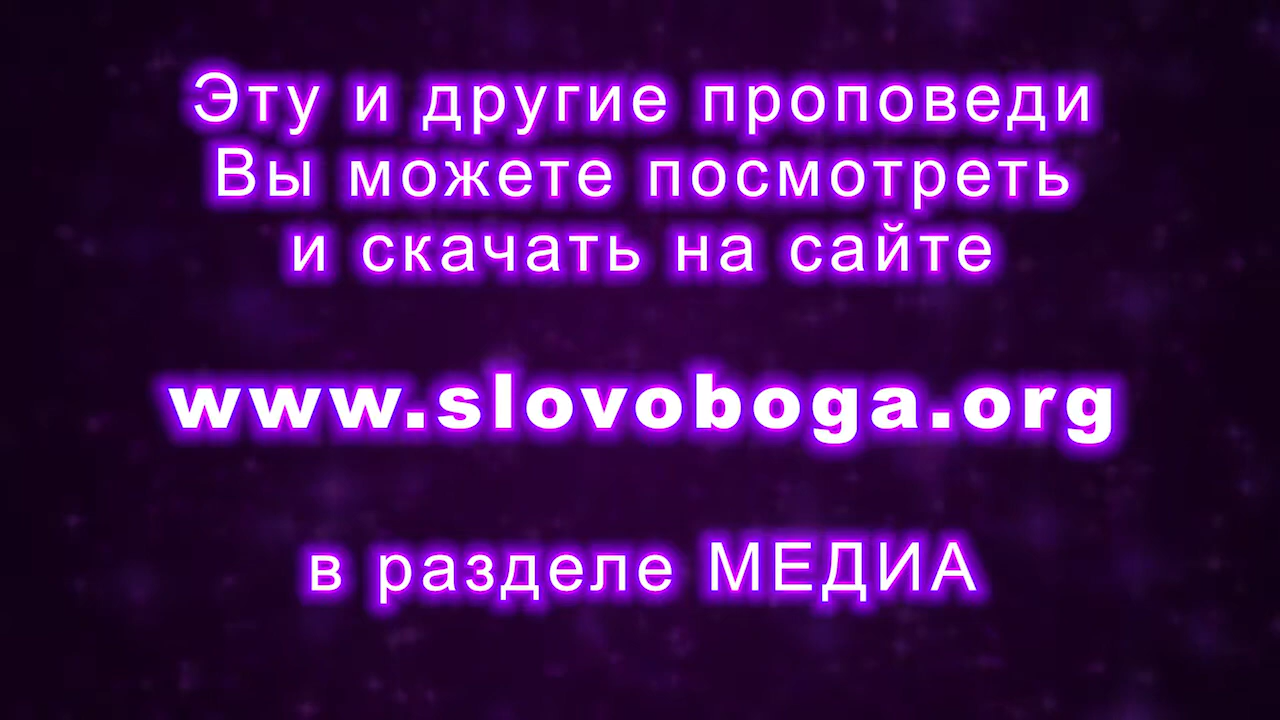 Эту и другие проповеди
Вы можете посмотреть
и скачать на сайте
www.slovoboga.org
в разделе МЕДИА